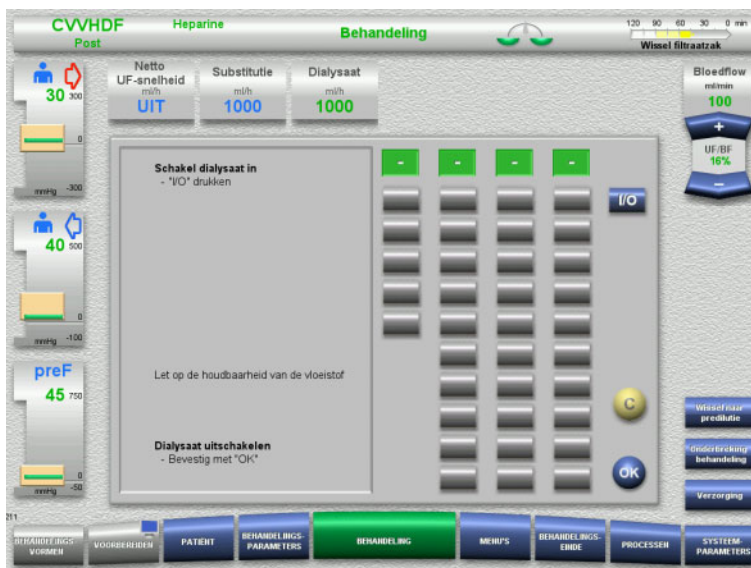 CVVHDF Heparine
Post
Behandeling
120 90 60 30 0 min
Wissel filtraatzak
30 300
0
mmHg -300
40 500
mmHg -100
preF
45 750
0
mmHg -50
Netto
UF-snelheid
ml/h
UIT
Substitutie
ml/h
1000
Dialysaat
ml/h
1000
Bloedflow
ml/min
100
+
UF/BF
16%
–
Schakel dialysaat in
- "I/O" drukken
Let op de houdbaarheid van de vloeistof
Dialysaat uitschakelen
- Bevestig met "OK"
- - - -
I/O
C
OK
Wissel naar
predilutie
Onderbreking
behandeling
Verzorging
211
BEHANDELINGS-
VORMEN
VOORBEREIDEN
PATIËNT
BEHANDELINGS-
PARAMETERS
BEHANDELING
MENU'S
BEHANDELINGS-
EINDE
PROCESSEN
SYSTEEM-
PARAMETERS